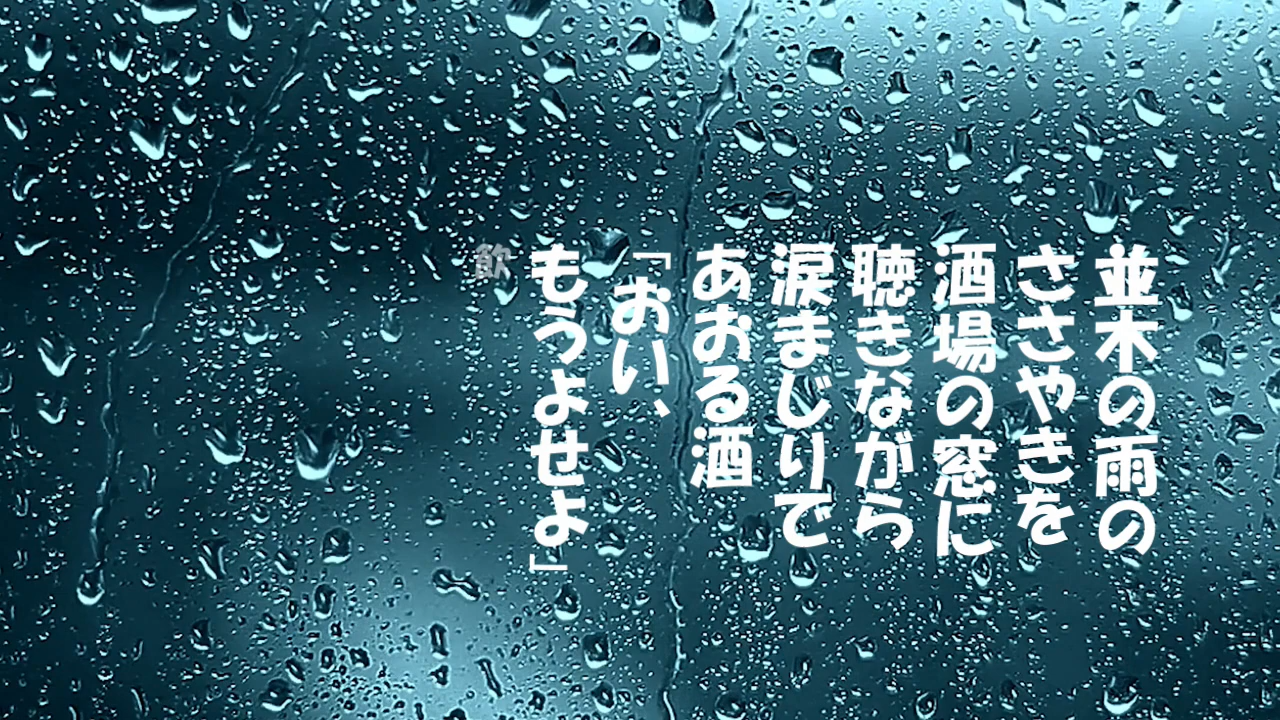 並木の雨の
ささやきを
酒場の窓に
聴きながら
涙まじりで
あおる酒
「おい、
もうよせよ」
飲